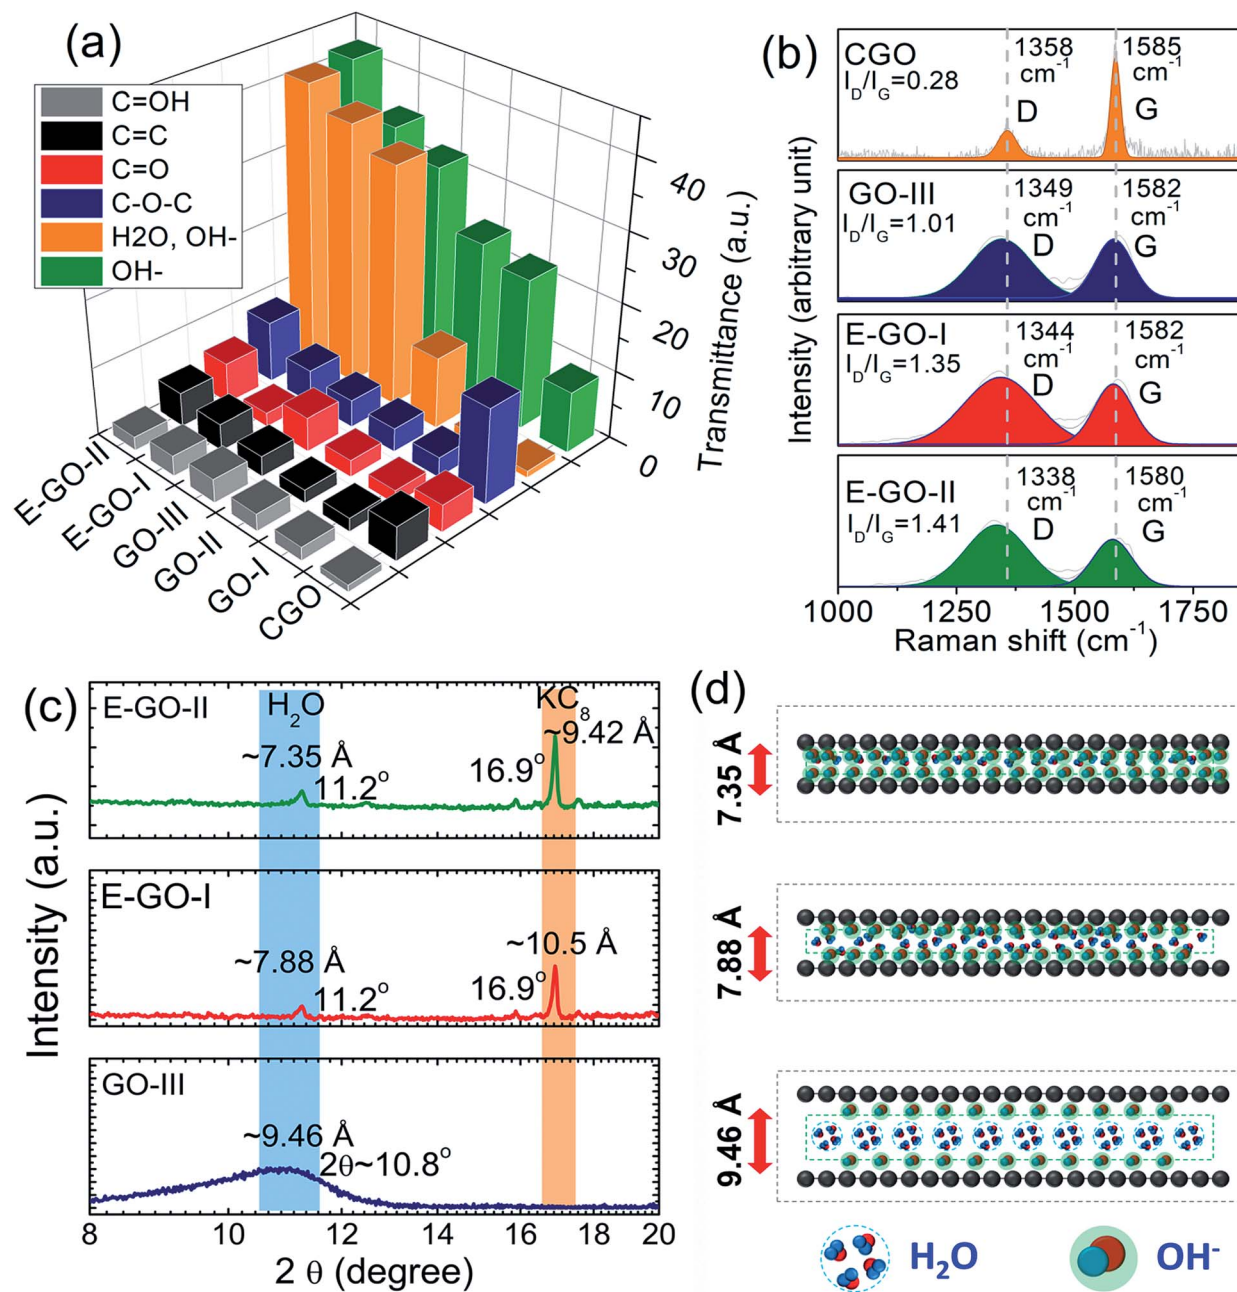 (a)
C=OH
C=C
C=O
C-O-C
H2O, OH-
OH-
40
30
20
10
0
Transmittance (a.u.)
E-GO-II
E-GO-I
GO-III
GO-II
GO-I
CGO
(b)
Intensity (arbitrary unit)
CGO
I_D/I_G=0.28
1358
cm⁻¹
D
1585
cm⁻¹
G
GO-III
I_D/I_G=1.01
1349
cm⁻¹
D
1582
cm⁻¹
G
E-GO-I
I_D/I_G=1.35
1344
cm⁻¹
D
1582
cm⁻¹
G
E-GO-II
I_D/I_G=1.41
1338
cm⁻¹
D
1580
cm⁻¹
G
1000 1250 1500 1750
Raman shift (cm⁻¹)
(c)
Intensity (a.u.)
E-GO-II
H₂O
~7.35 Å
11.2°
KC₈
~9.42 Å
16.9°
E-GO-I
~7.88 Å
11.2°
~10.5 Å
16.9°
GO-III
~9.46 Å
2θ~10.8°
8 10 12 14 16 18 20
2 θ (degree)
(d)
7.35 Å
7.88 Å
9.46 Å
H₂O
OH⁻